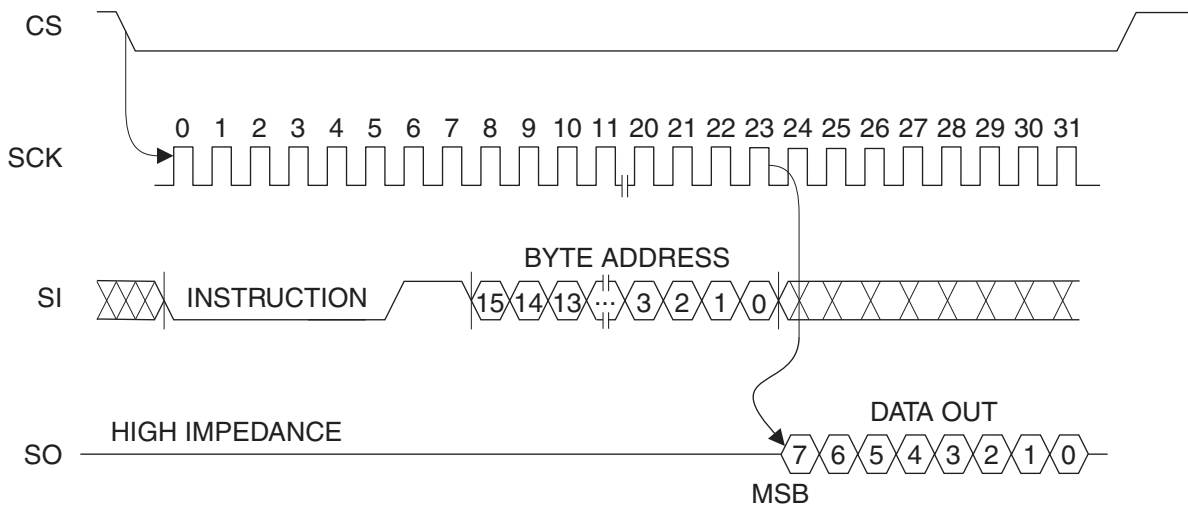 CS
0 1 2 3 4 5 6 7 8 9 10 11 20 21 22 23 24 25 26 27 28 29 30 31
SCK
BYTE ADDRESS
SI INSTRUCTION 15 14 13 ... 3 2 1 0
DATA OUT
HIGH IMPEDANCE
SO 7 6 5 4 3 2 1 0
MSB